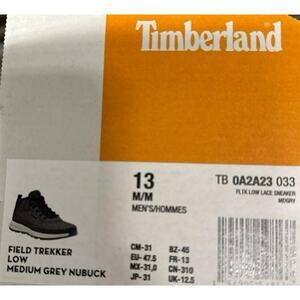 Timberland
13
M/M
MEN'S/HOMMES
TB 0A2A23 033
FLTK LOW LACE SNEAKER
MDGRY
FIELD TREKKER
LOW
MEDIUM GREY NUBUCK
CM-31 BZ-45
EU-47.5 FR-13
MX-31,0 CN-310
JP-31 UK-12.5